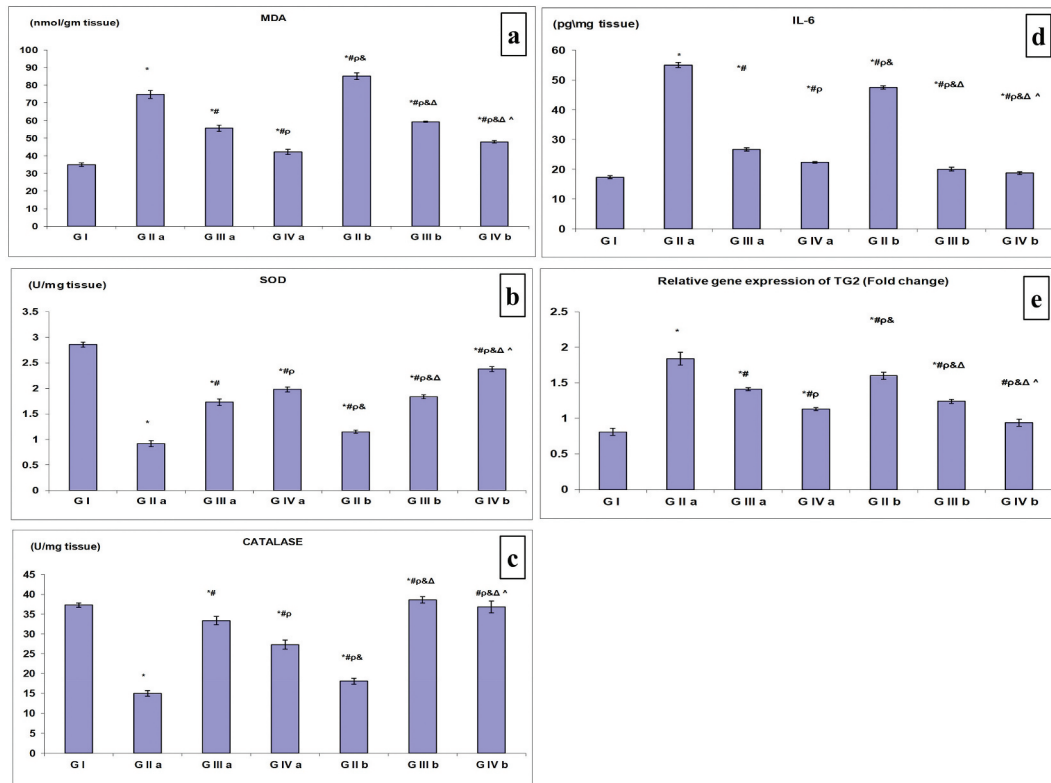 MDA
(nmol/gm tissue)
a
100
90
80
70
60
50
40
30
20
10
0
*
*#
*#ρ
*#ρ&
*#ρ&Δ
*#ρ&Δ ^
G I G II a G III a G IV a G II b G III b G IV b
SOD
(U/mg tissue)
b
3.5
3
2.5
2
1.5
1
0.5
0
*
*#
*#ρ
*#ρ&
*#ρ&Δ
*#ρ&Δ ^
G I G II a G III a G IV a G II b G III b G IV b
CATALASE
(U/mg tissue)
c
45
40
35
30
25
20
15
10
5
0
*
*#
*#ρ
*#ρ&
*#ρ&Δ
#ρ&Δ ^
G I G II a G III a G IV a G II b G III b G IV b
IL-6
(pg\mg tissue)
d
60
50
40
30
20
10
0
*
*#
*#ρ
*#ρ&
*#ρ&Δ
*#ρ&Δ ^
G I G II a G III a G IV a G II b G III b G IV b
Relative gene expression of TG2 (Fold change)
e
2.5
2
1.5
1
0.5
0
*
*#
*#ρ
*#ρ&
*#ρ&Δ
#ρ&Δ ^
G I G II a G III a G IV a G II b G III b G IV b